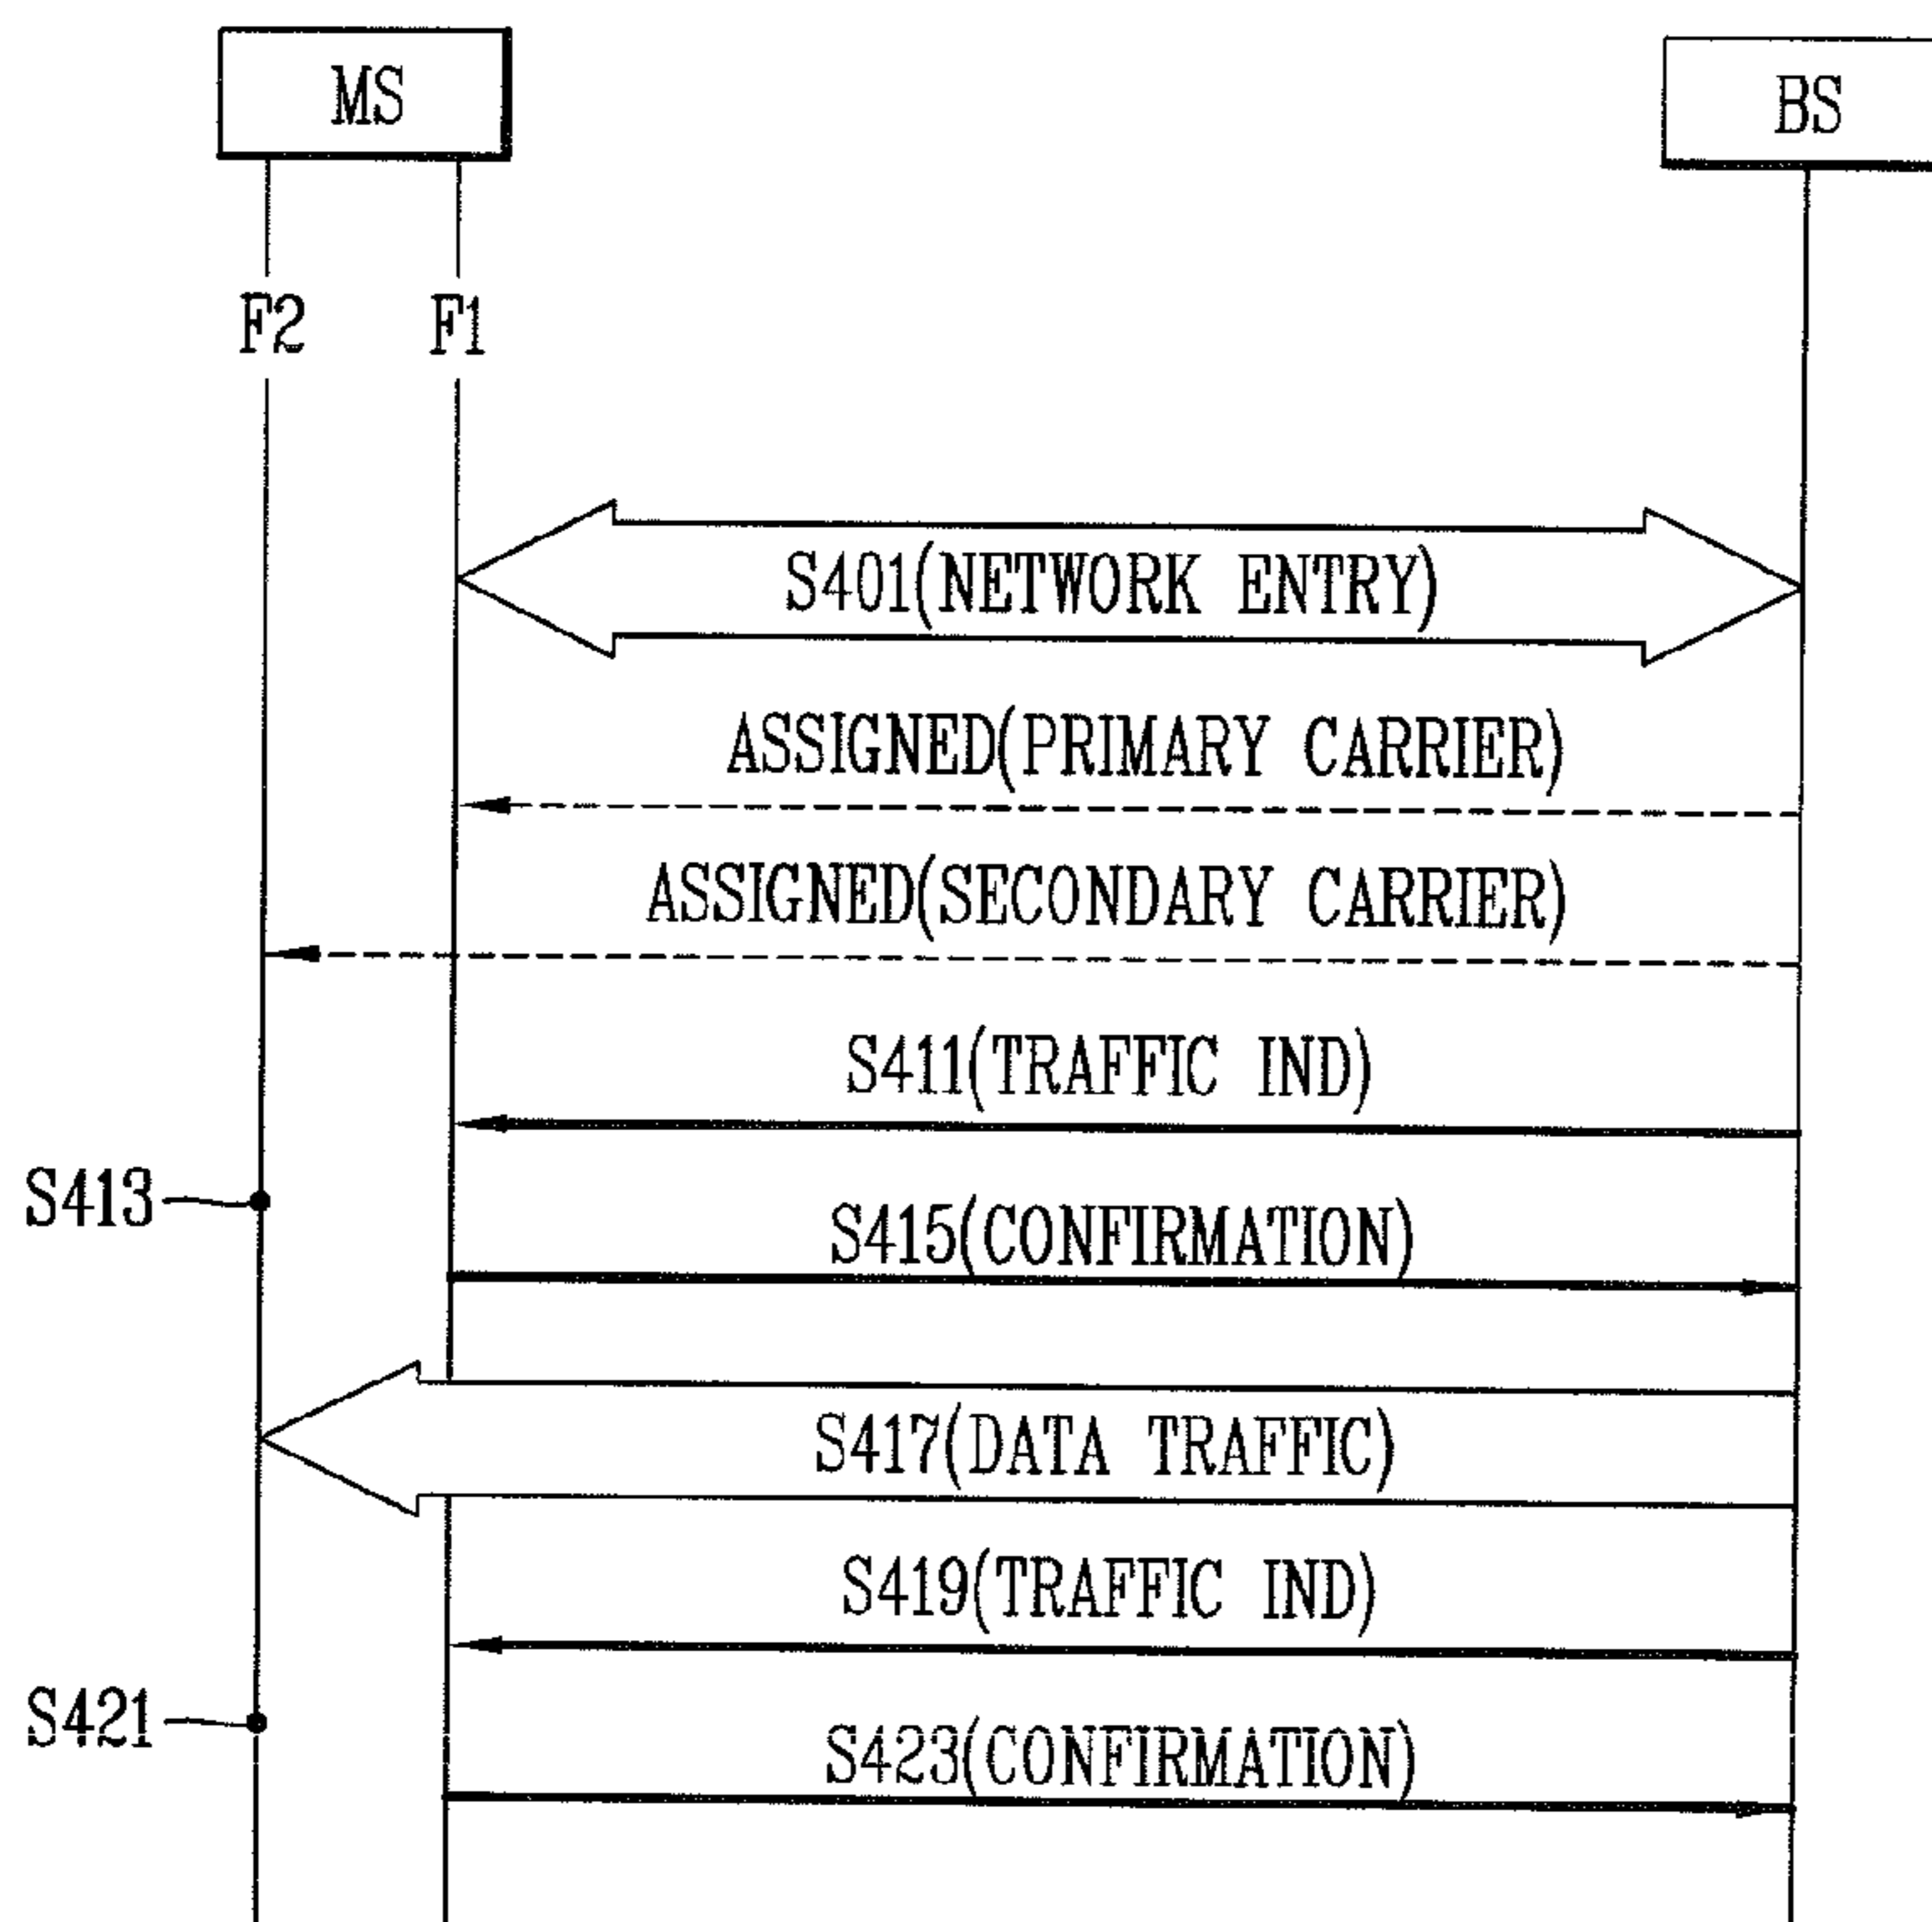 MS
BS
F2
F1
S401(NETWORK ENTRY)
ASSIGNED(PRIMARY CARRIER)
ASSIGNED(SECONDARY CARRIER)
S411(TRAFFIC IND)
S413
S415(CONFIRMATION)
S417(DATA TRAFFIC)
S419(TRAFFIC IND)
S421
S423(CONFIRMATION)